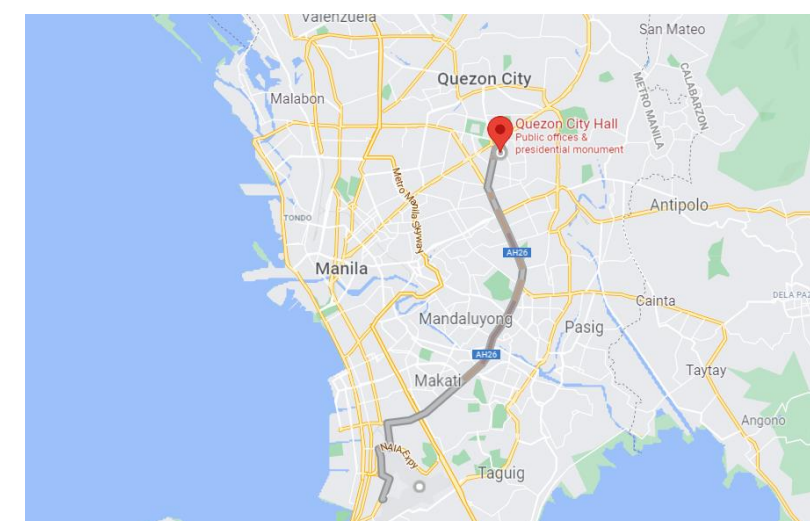 Valenzuela
San Mateo
Quezon City
METRO MANILA
CALABARZON
Malabon
Quezon City Hall
Public offices &
presidential monument
Metro Manila Skyway
Antipolo
TONDO
AH26
Manila
DELA PAZ
Cainta
Mandaluyong
Pasig
AH26
Taytay
Makati
Angono
NAIA Expy
Taguig